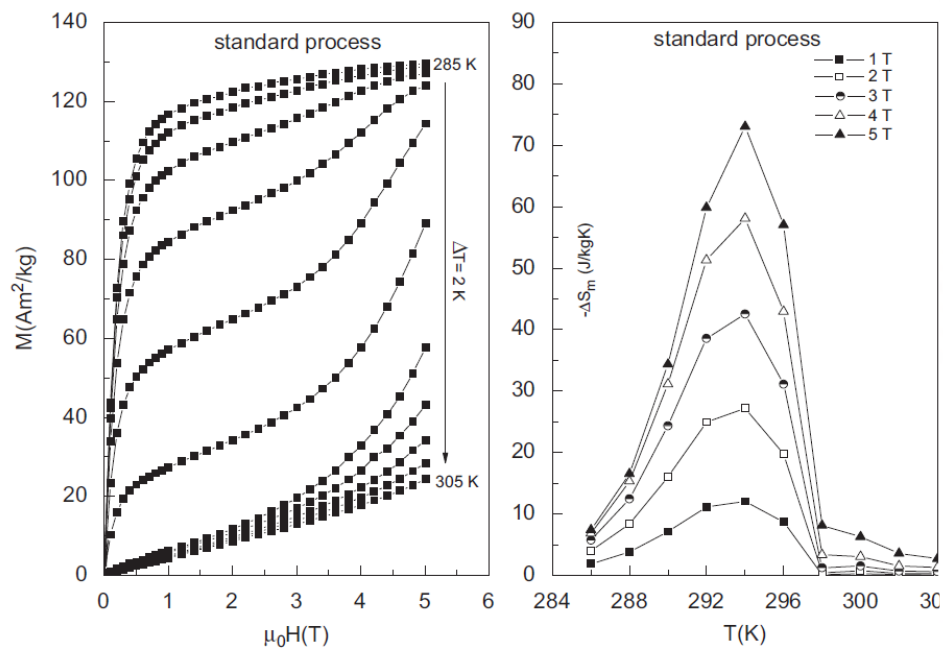 standard process
M(Am²/kg)
140
120
100
80
60
40
20
0
285 K
ΔT= 2 K
305 K
0 1 2 3 4 5 6
μ₀H(T)
standard process
1 T
2 T
3 T
4 T
5 T
-ΔSₘ (J/kgK)
90
80
70
60
50
40
30
20
10
0
284 288 292 296 300 30
T(K)